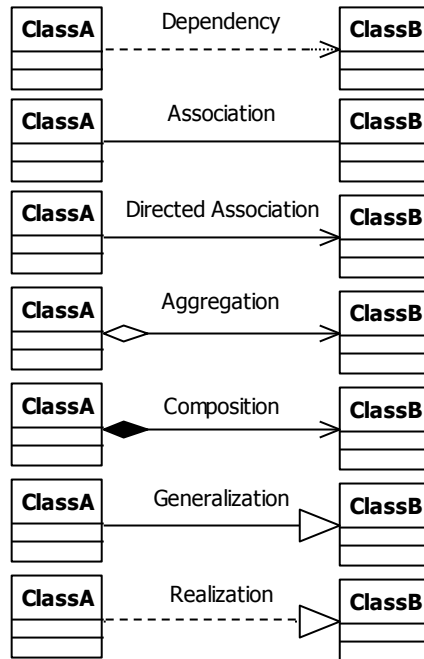 ClassA Dependency ClassB
ClassA Association ClassB
ClassA Directed Association ClassB
ClassA Aggregation ClassB
ClassA Composition ClassB
ClassA Generalization ClassB
ClassA Realization ClassB